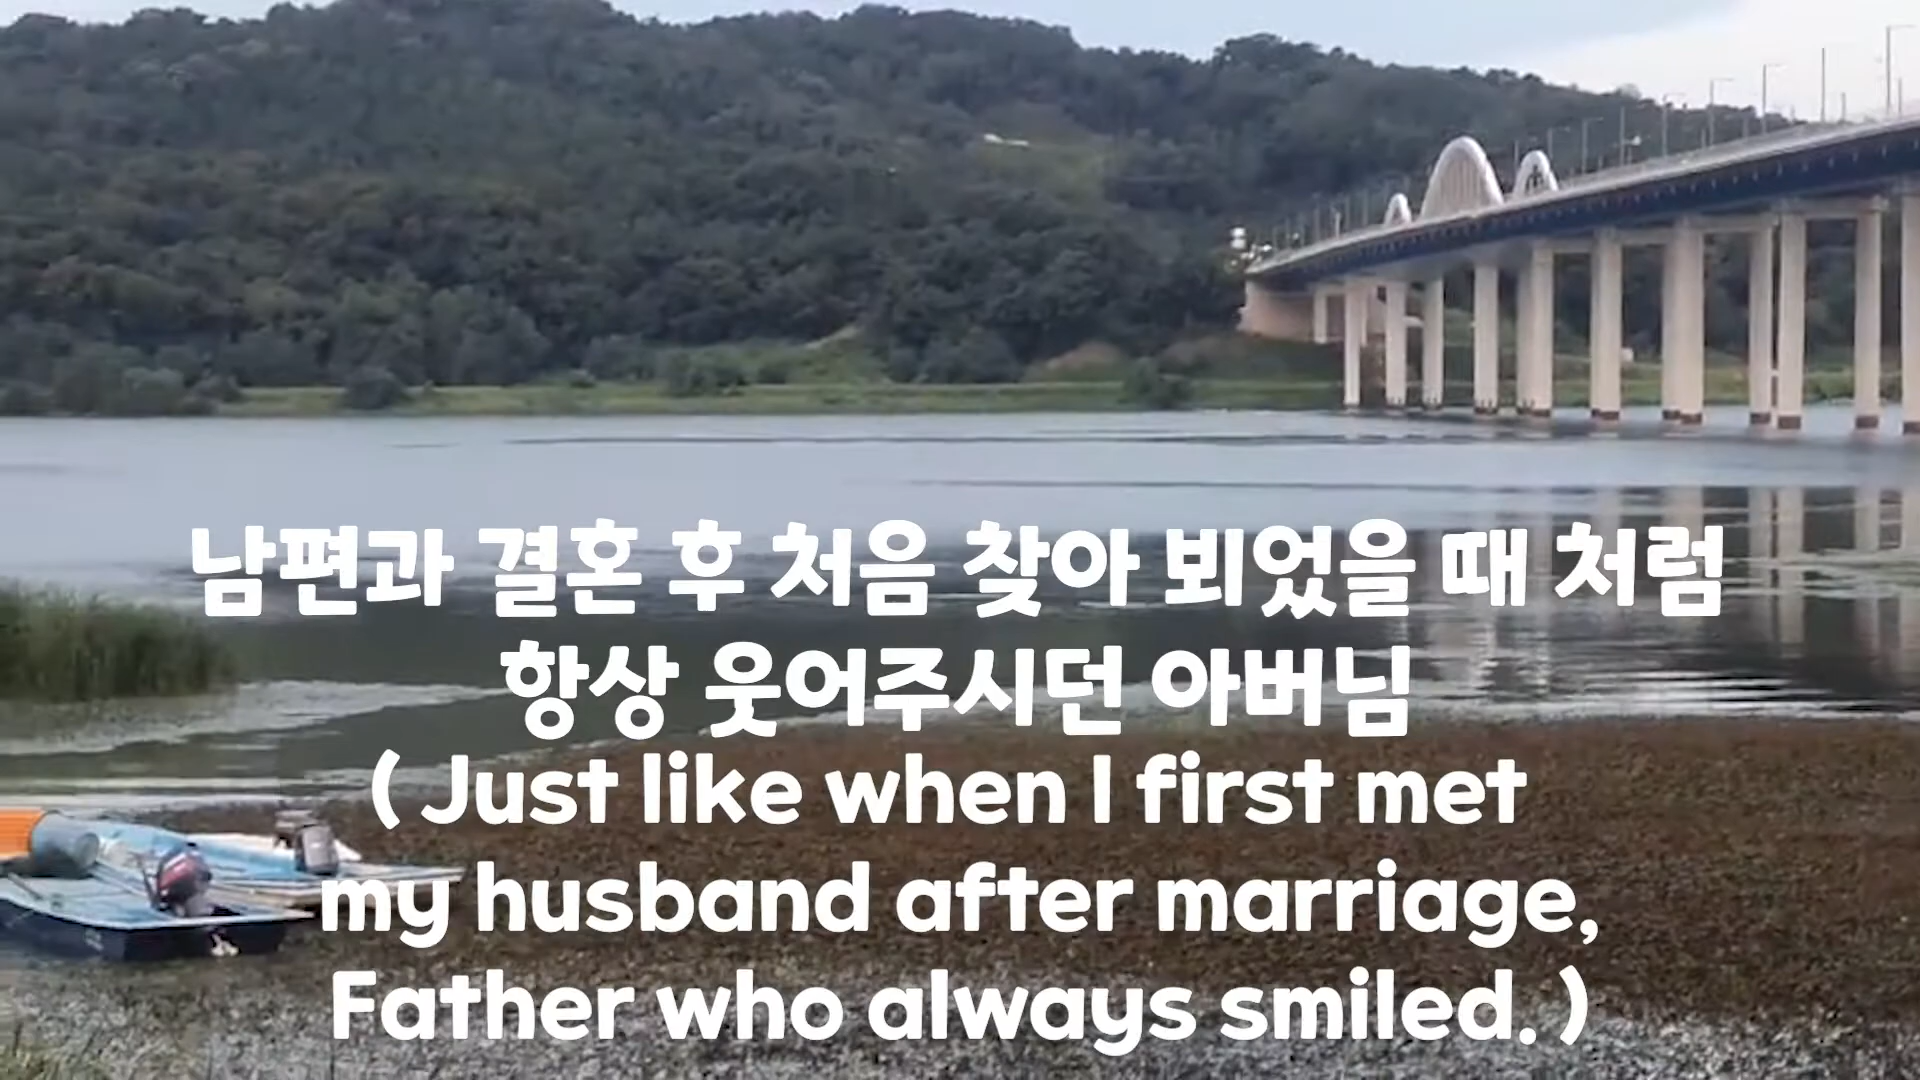 남편과 결혼 후 처음 찾아 뵈었을 때 처럼
항상 웃어주시던 아버님
( Just like when I first met
my husband after marriage,
Father who always smiled. )